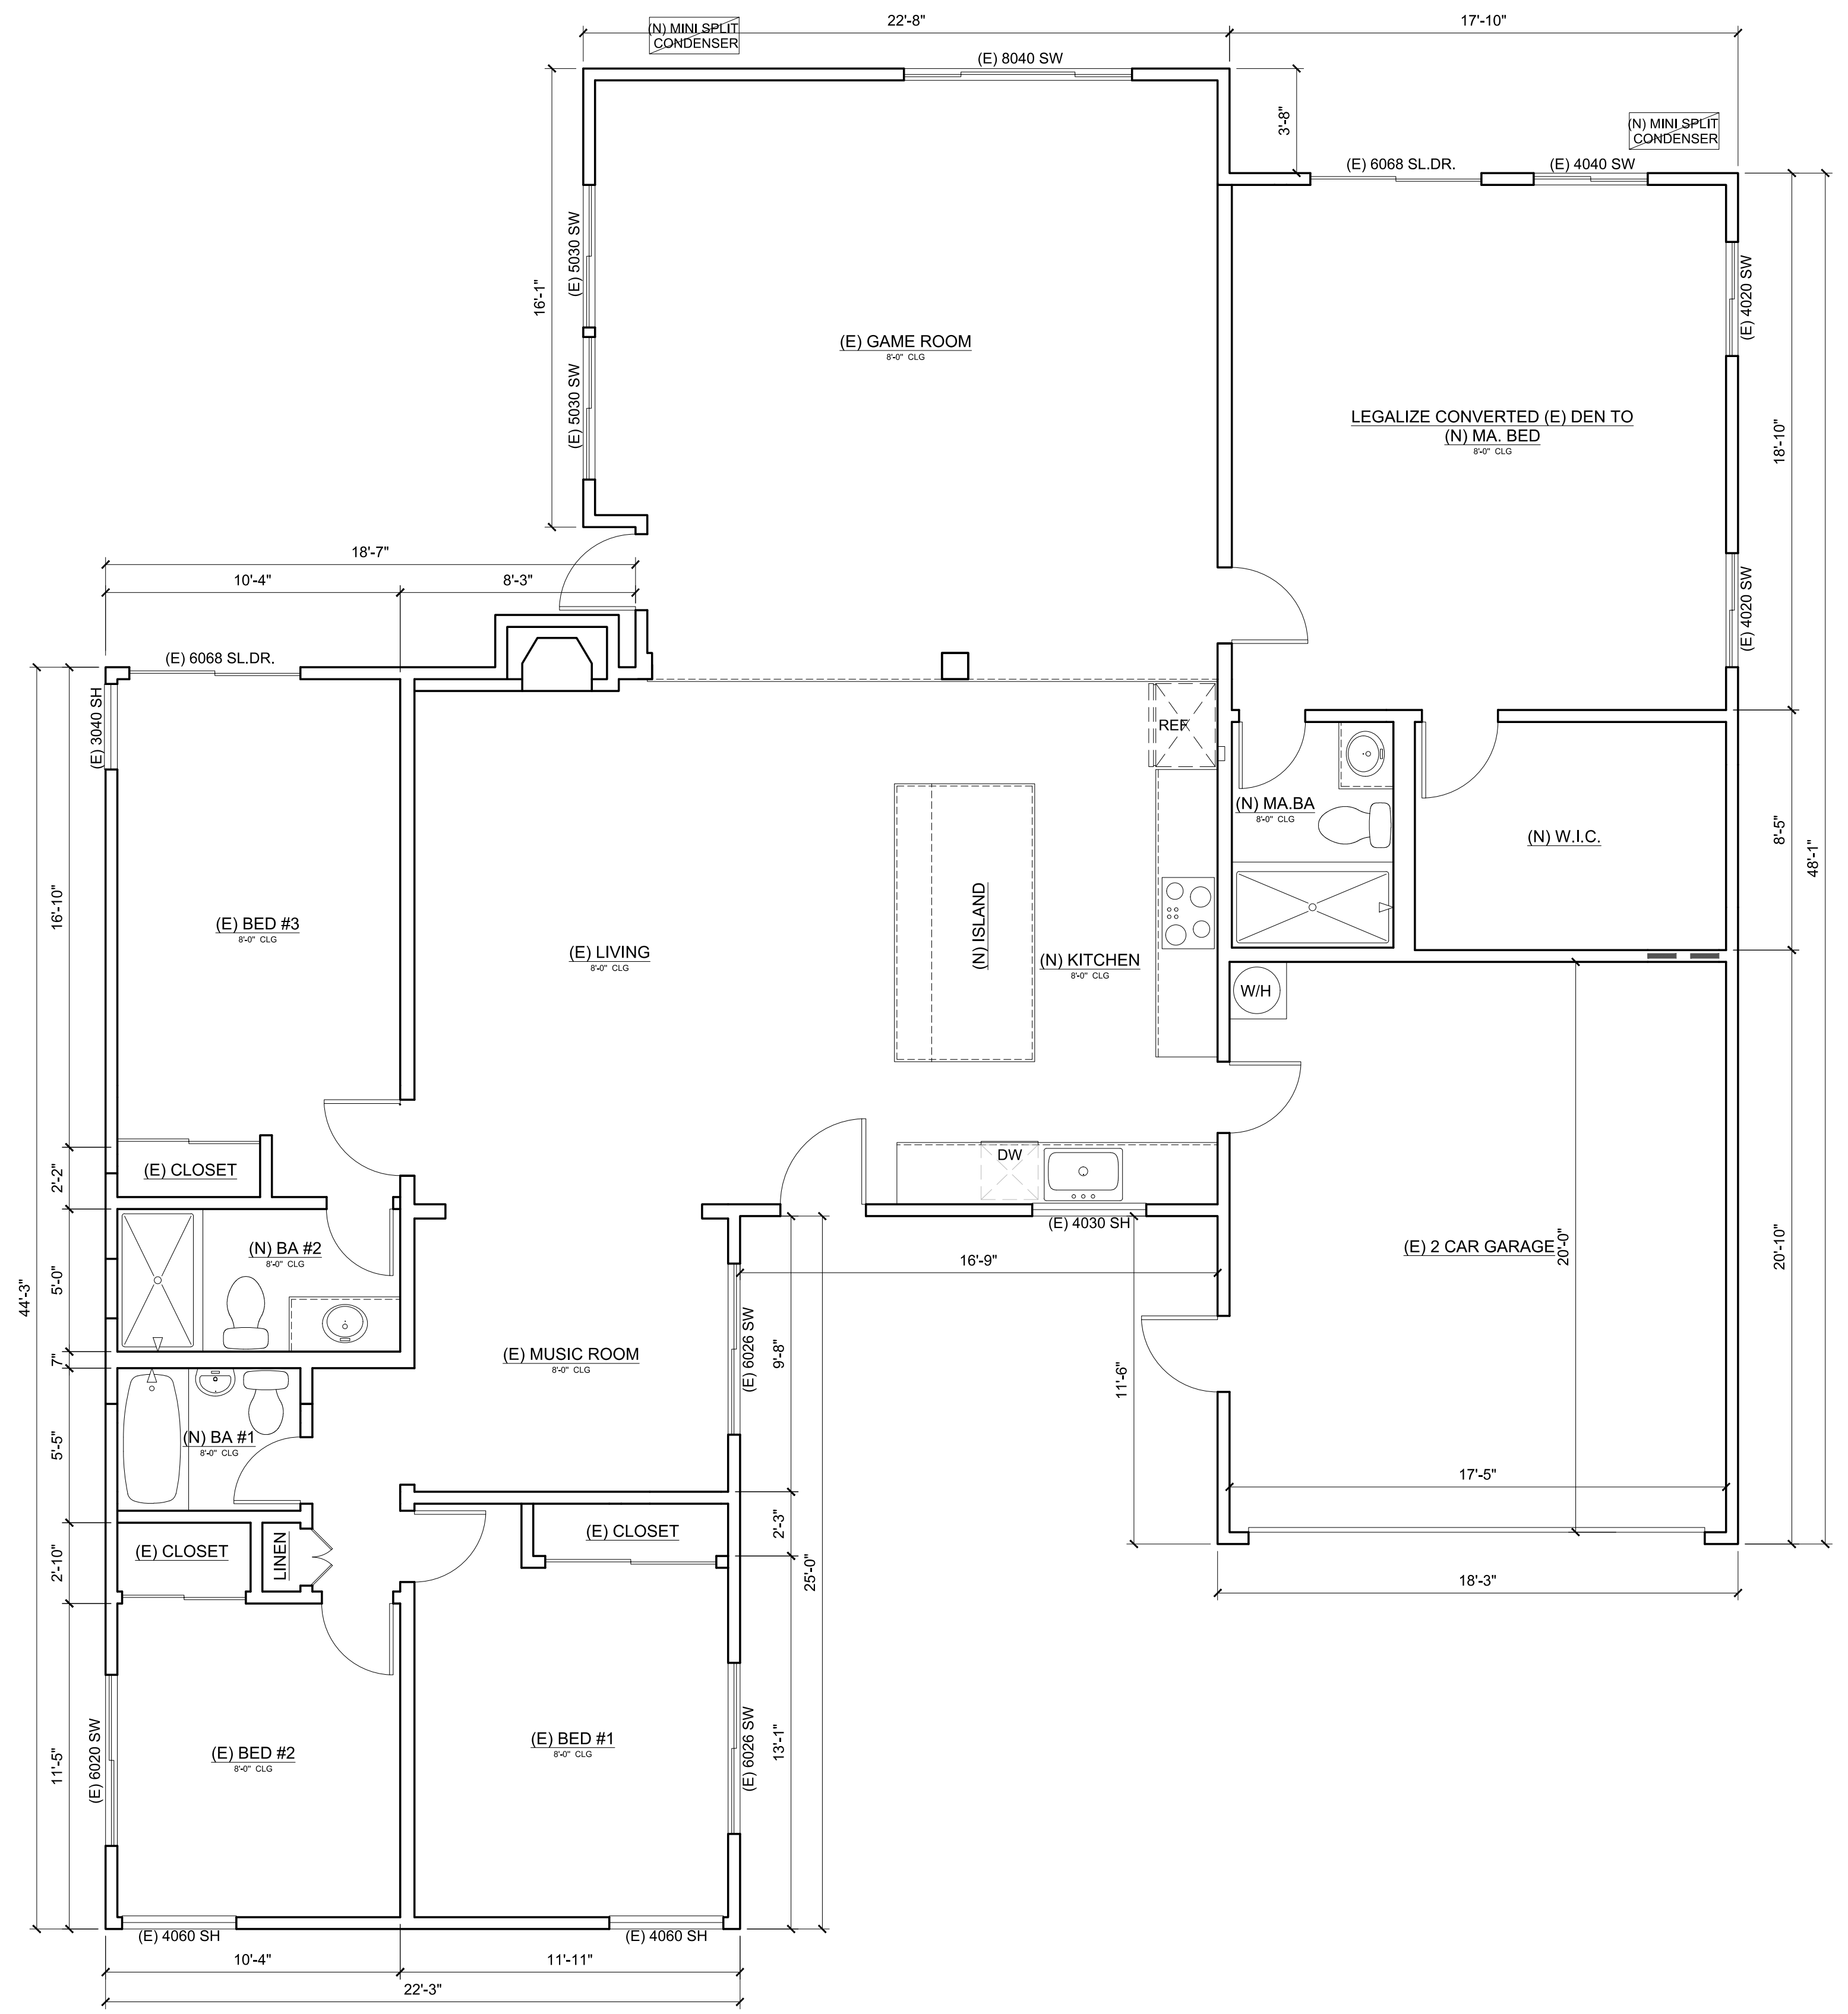 22'-8"
17'-10"
(N) MINI SPLIT
CONDENSER
(E) 8040 SW
3'-8"
(N) MINI SPLIT
CONDENSER
(E) 6068 SL.DR.
(E) 4040 SW
16'-1"
(E) 5030 SW
(E) 5030 SW
(E) 4020 SW
(E) GAME ROOM
8'-0" CLG
LEGALIZE CONVERTED (E) DEN TO
(N) MA. BED
8'-0" CLG
18'-10"
(E) 4020 SW
18'-7"
10'-4"
8'-3"
(E) 6068 SL.DR.
(E) 3040 SH
REF
(N) MA.BA
8'-0" CLG
(N) W.I.C.
8'-5"
48'-1"
16'-10"
(E) BED #3
8'-0" CLG
(E) LIVING
8'-0" CLG
(N) ISLAND
(N) KITCHEN
8'-0" CLG
W/H
(E) CLOSET
2'-2"
DW
(E) 4030 SH
16'-9"
(E) 2 CAR GARAGE
20'-0"
20'-10"
(N) BA #2
8'-0" CLG
5'-0"
44'-3"
7"
(E) MUSIC ROOM
8'-0" CLG
(E) 6026 SW
9'-8"
11'-6"
(N) BA #1
8'-0" CLG
5'-5"
17'-5"
(E) CLOSET
LINEN
(E) CLOSET
2'-3"
2'-10"
25'-0"
18'-3"
(E) BED #2
8'-0" CLG
(E) BED #1
8'-0" CLG
(E) 6020 SW
11'-5"
(E) 6026 SW
13'-1"
(E) 4060 SH
(E) 4060 SH
10'-4"
11'-11"
22'-3"